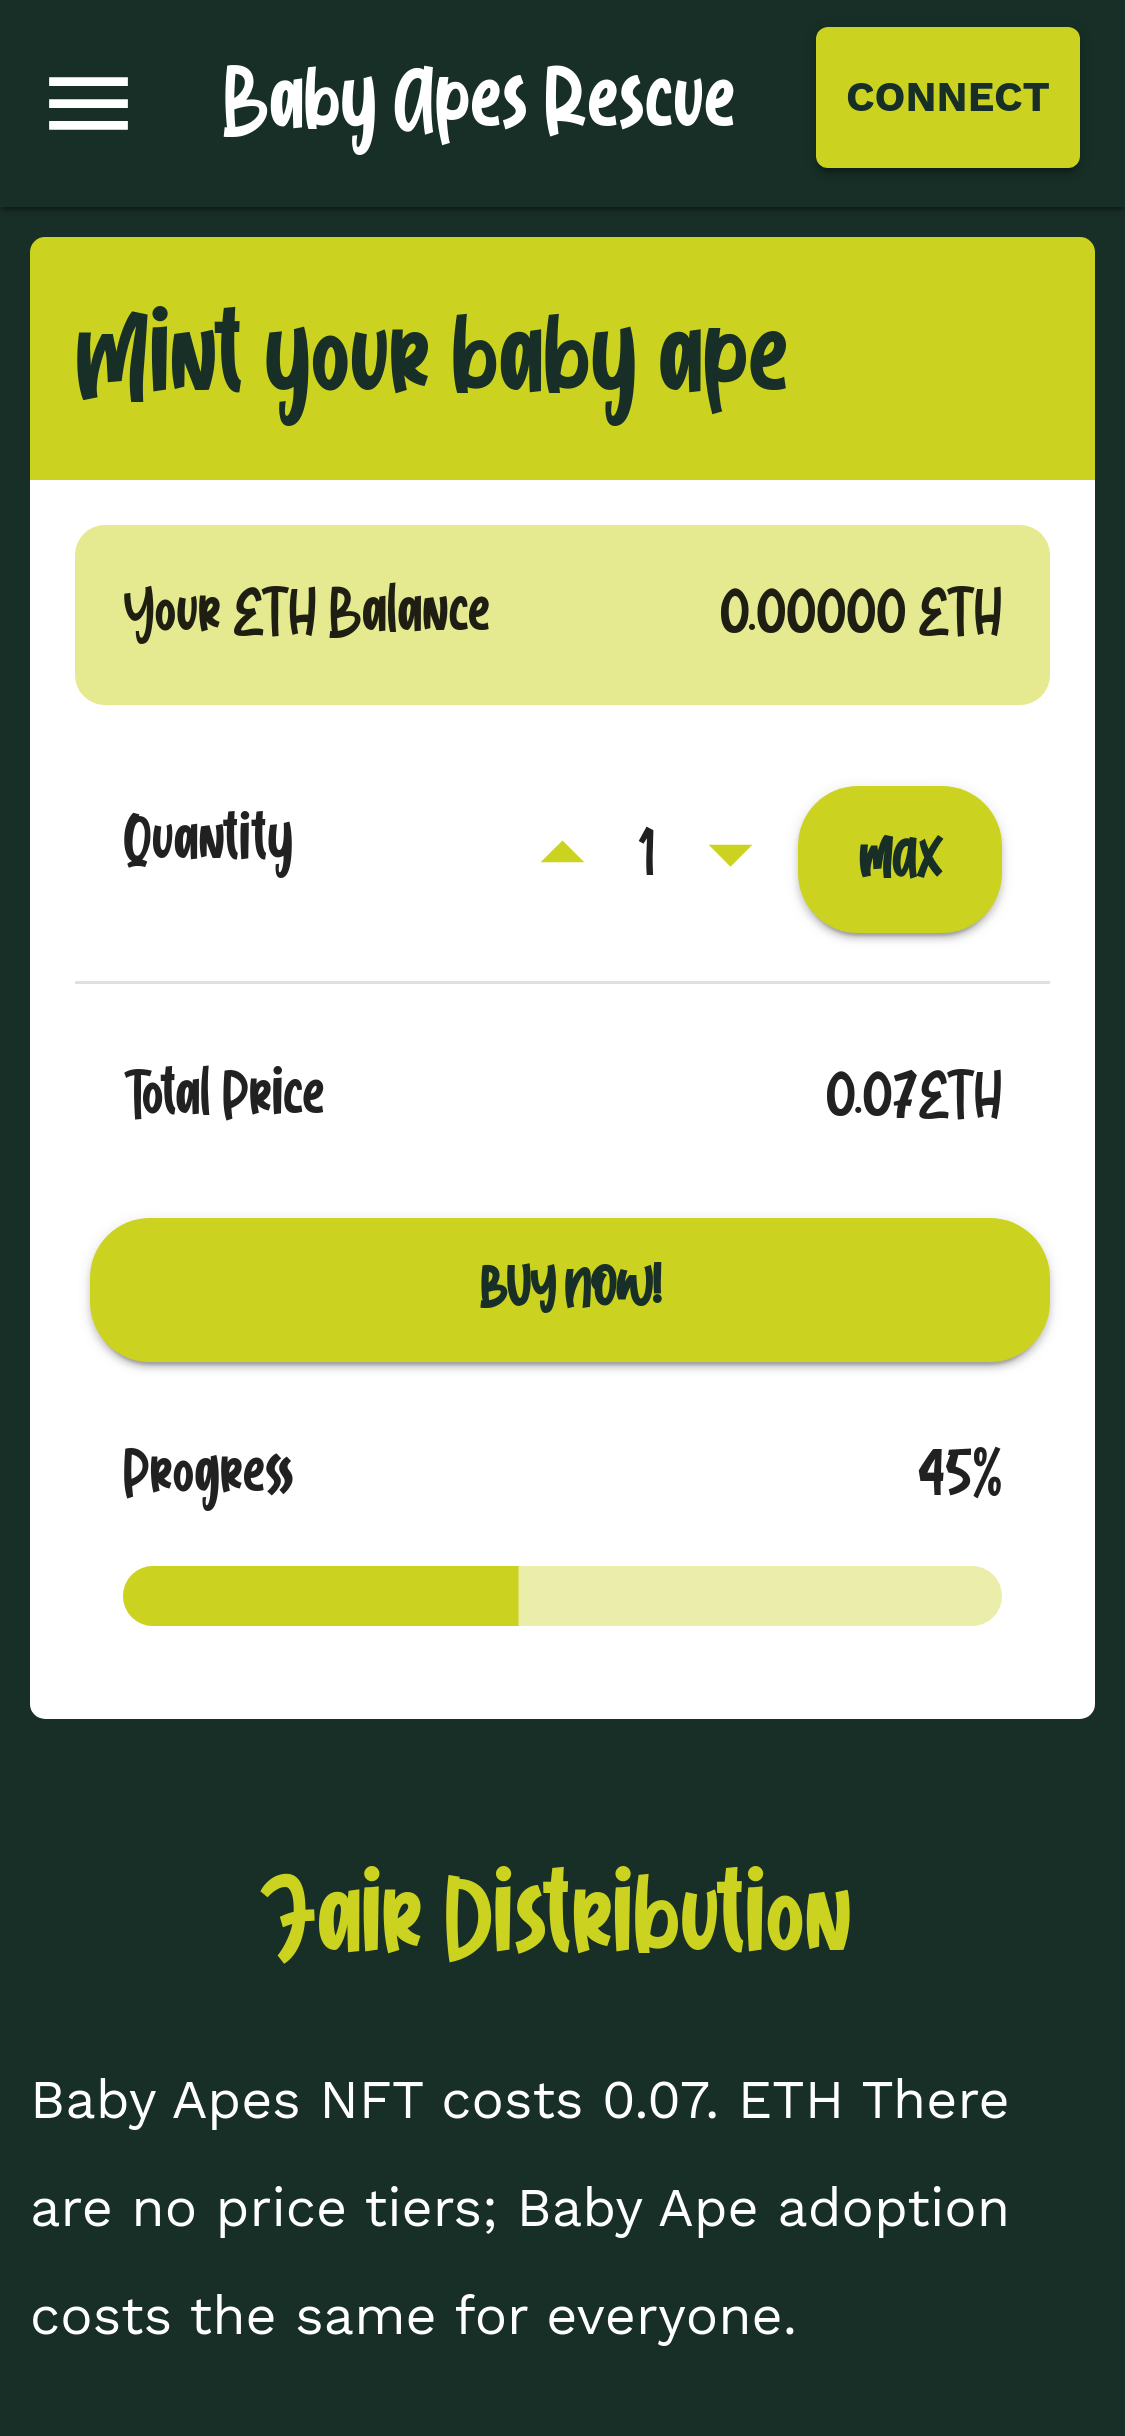 Baby Apes Rescue
CONNECT
Mint your baby ape
Your ETH Balance 0.00000 ETH
Quantity 1 max
Total Price 0.07ETH
BUY NOW!
Progress 45%
Fair Distribution
Baby Apes NFT costs 0.07. ETH There
are no price tiers; Baby Ape adoption
costs the same for everyone.